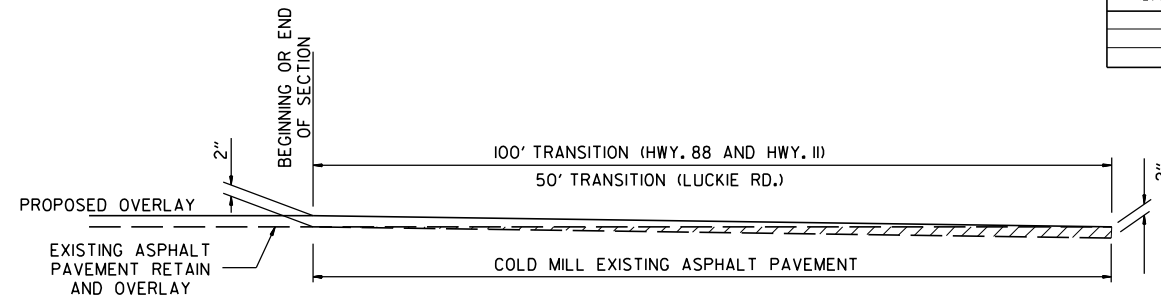 BEGINNING OR END
OF SECTION
2"
100' TRANSITION (HWY. 88 AND HWY. 11)
50' TRANSITION (LUCKIE RD.)
PROPOSED OVERLAY
EXISTING ASPHALT
PAVEMENT RETAIN
AND OVERLAY
COLD MILL EXISTING ASPHALT PAVEMENT